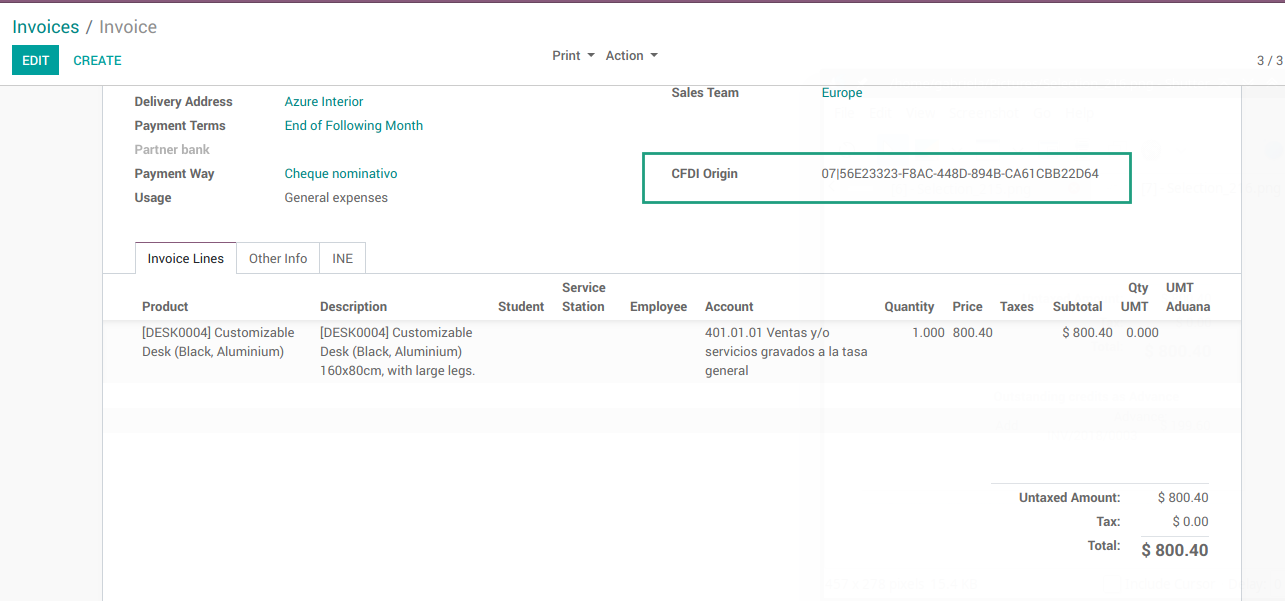 Invoices / Invoice
EDIT CREATE Print Action 3 / 3
Delivery Address Azure Interior Sales Team Europe
Payment Terms End of Following Month
Partner bank
Payment Way Cheque nominativo CFDI Origin 07|56E23323-F8AC-448D-894B-CA61CBB22D64
Usage General expenses
Invoice Lines Other Info INE
Service Qty UMT
Product Description Student Station Employee Account Quantity Price Taxes Subtotal UMT Aduana
[DESK0004] Customizable [DESK0004] Customizable 401.01.01 Ventas y/o 1.000 800.40 $ 800.40 0.000
Desk (Black, Aluminium) Desk (Black, Aluminium) servicios gravados a la tasa
160x80cm, with large legs. general
Untaxed Amount: $ 800.40
Tax: $ 0.00
Total: $ 800.40